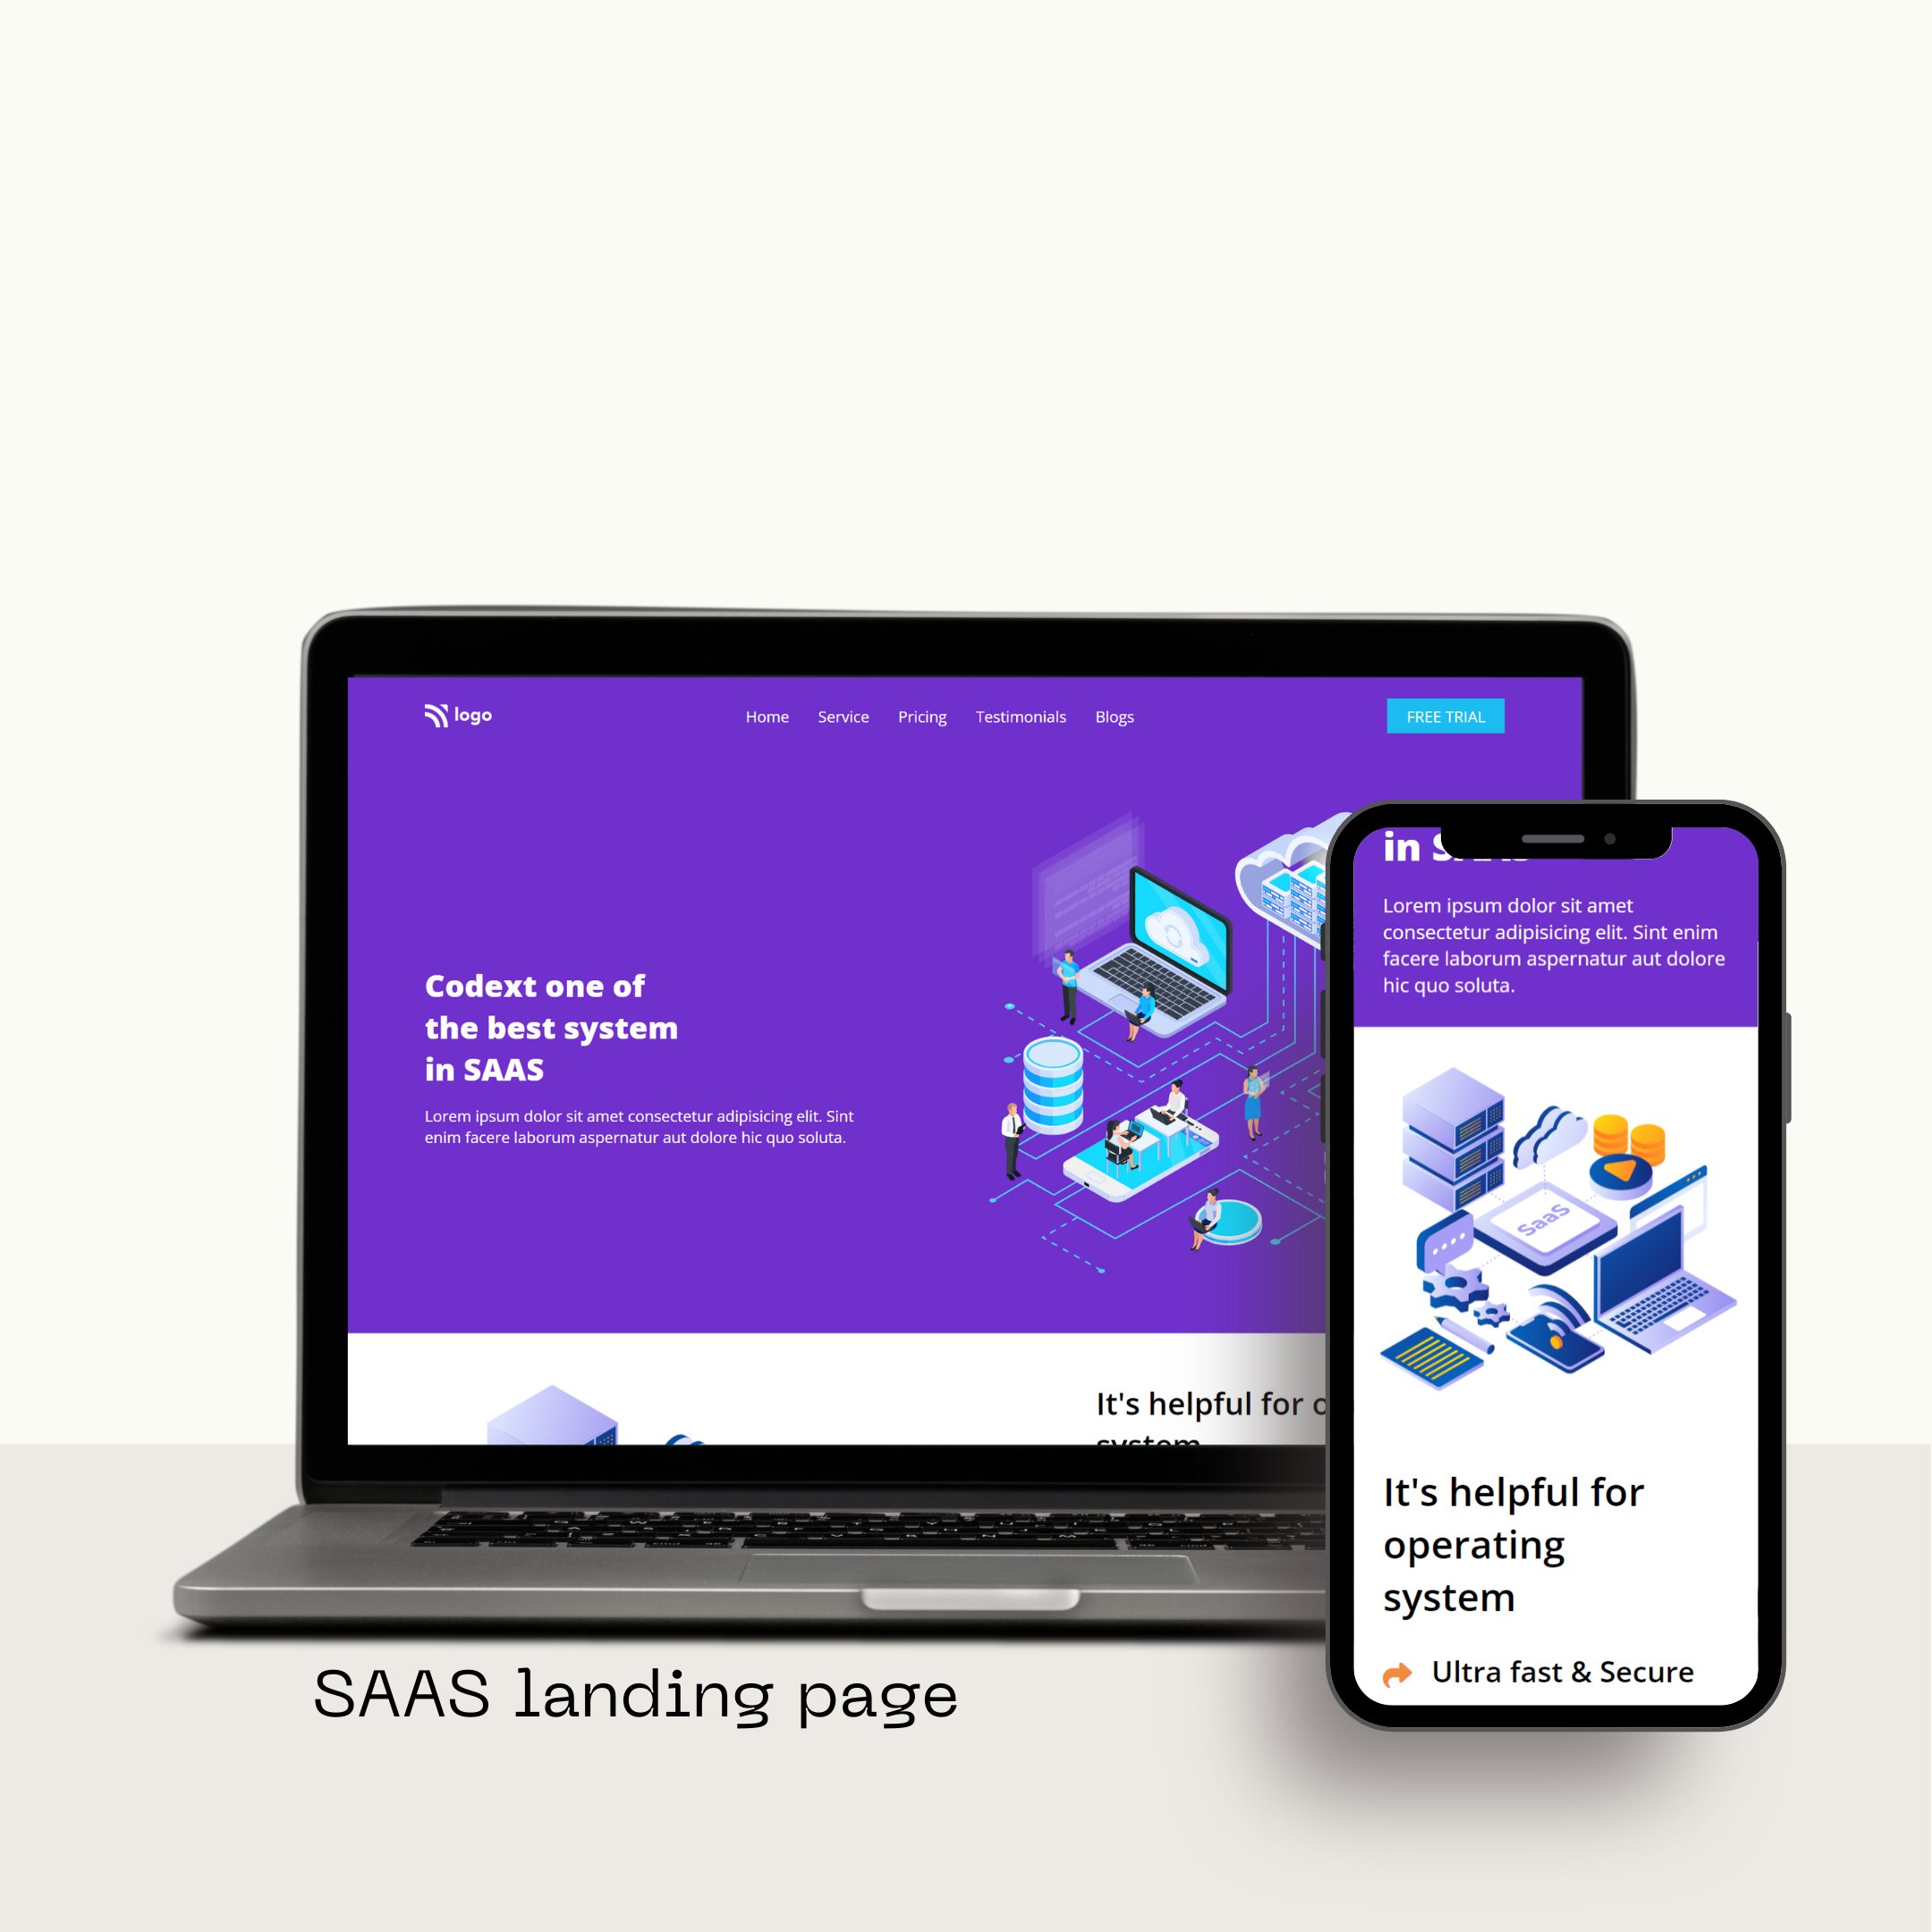 logo
Home Service Pricing Testimonials Blogs
FREE TRIAL
Codext one of
the best system
in SAAS
Lorem ipsum dolor sit amet consectetur adipisicing elit. Sint
enim facere laborum aspernatur aut dolore hic quo soluta.
It's helpful for
system
in SAAS
Lorem ipsum dolor sit amet
consectetur adipisicing elit. Sint enim
facere laborum aspernatur aut dolore
hic quo soluta.
SaaS
It's helpful for
operating
system
Ultra fast & Secure
SAAS landing page